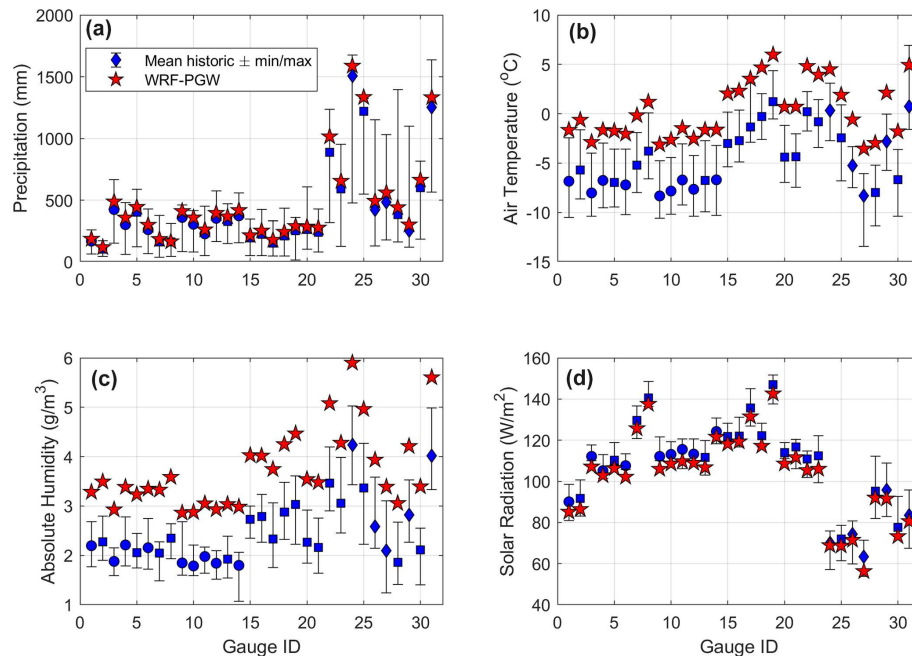 (a)
Mean historic ± min/max
WRF-PGW
Precipitation (mm)
2000
1500
1000
500
0
0 5 10 15 20 25 30
(b)
Air Temperature (°C)
10
5
0
-5
-10
-15
0 5 10 15 20 25 30
(c)
Absolute Humidity (g/m³)
6
5
4
3
2
1
0 5 10 15 20 25 30
Gauge ID
(d)
Solar Radiation (W/m²)
160
140
120
100
80
60
40
0 5 10 15 20 25 30
Gauge ID